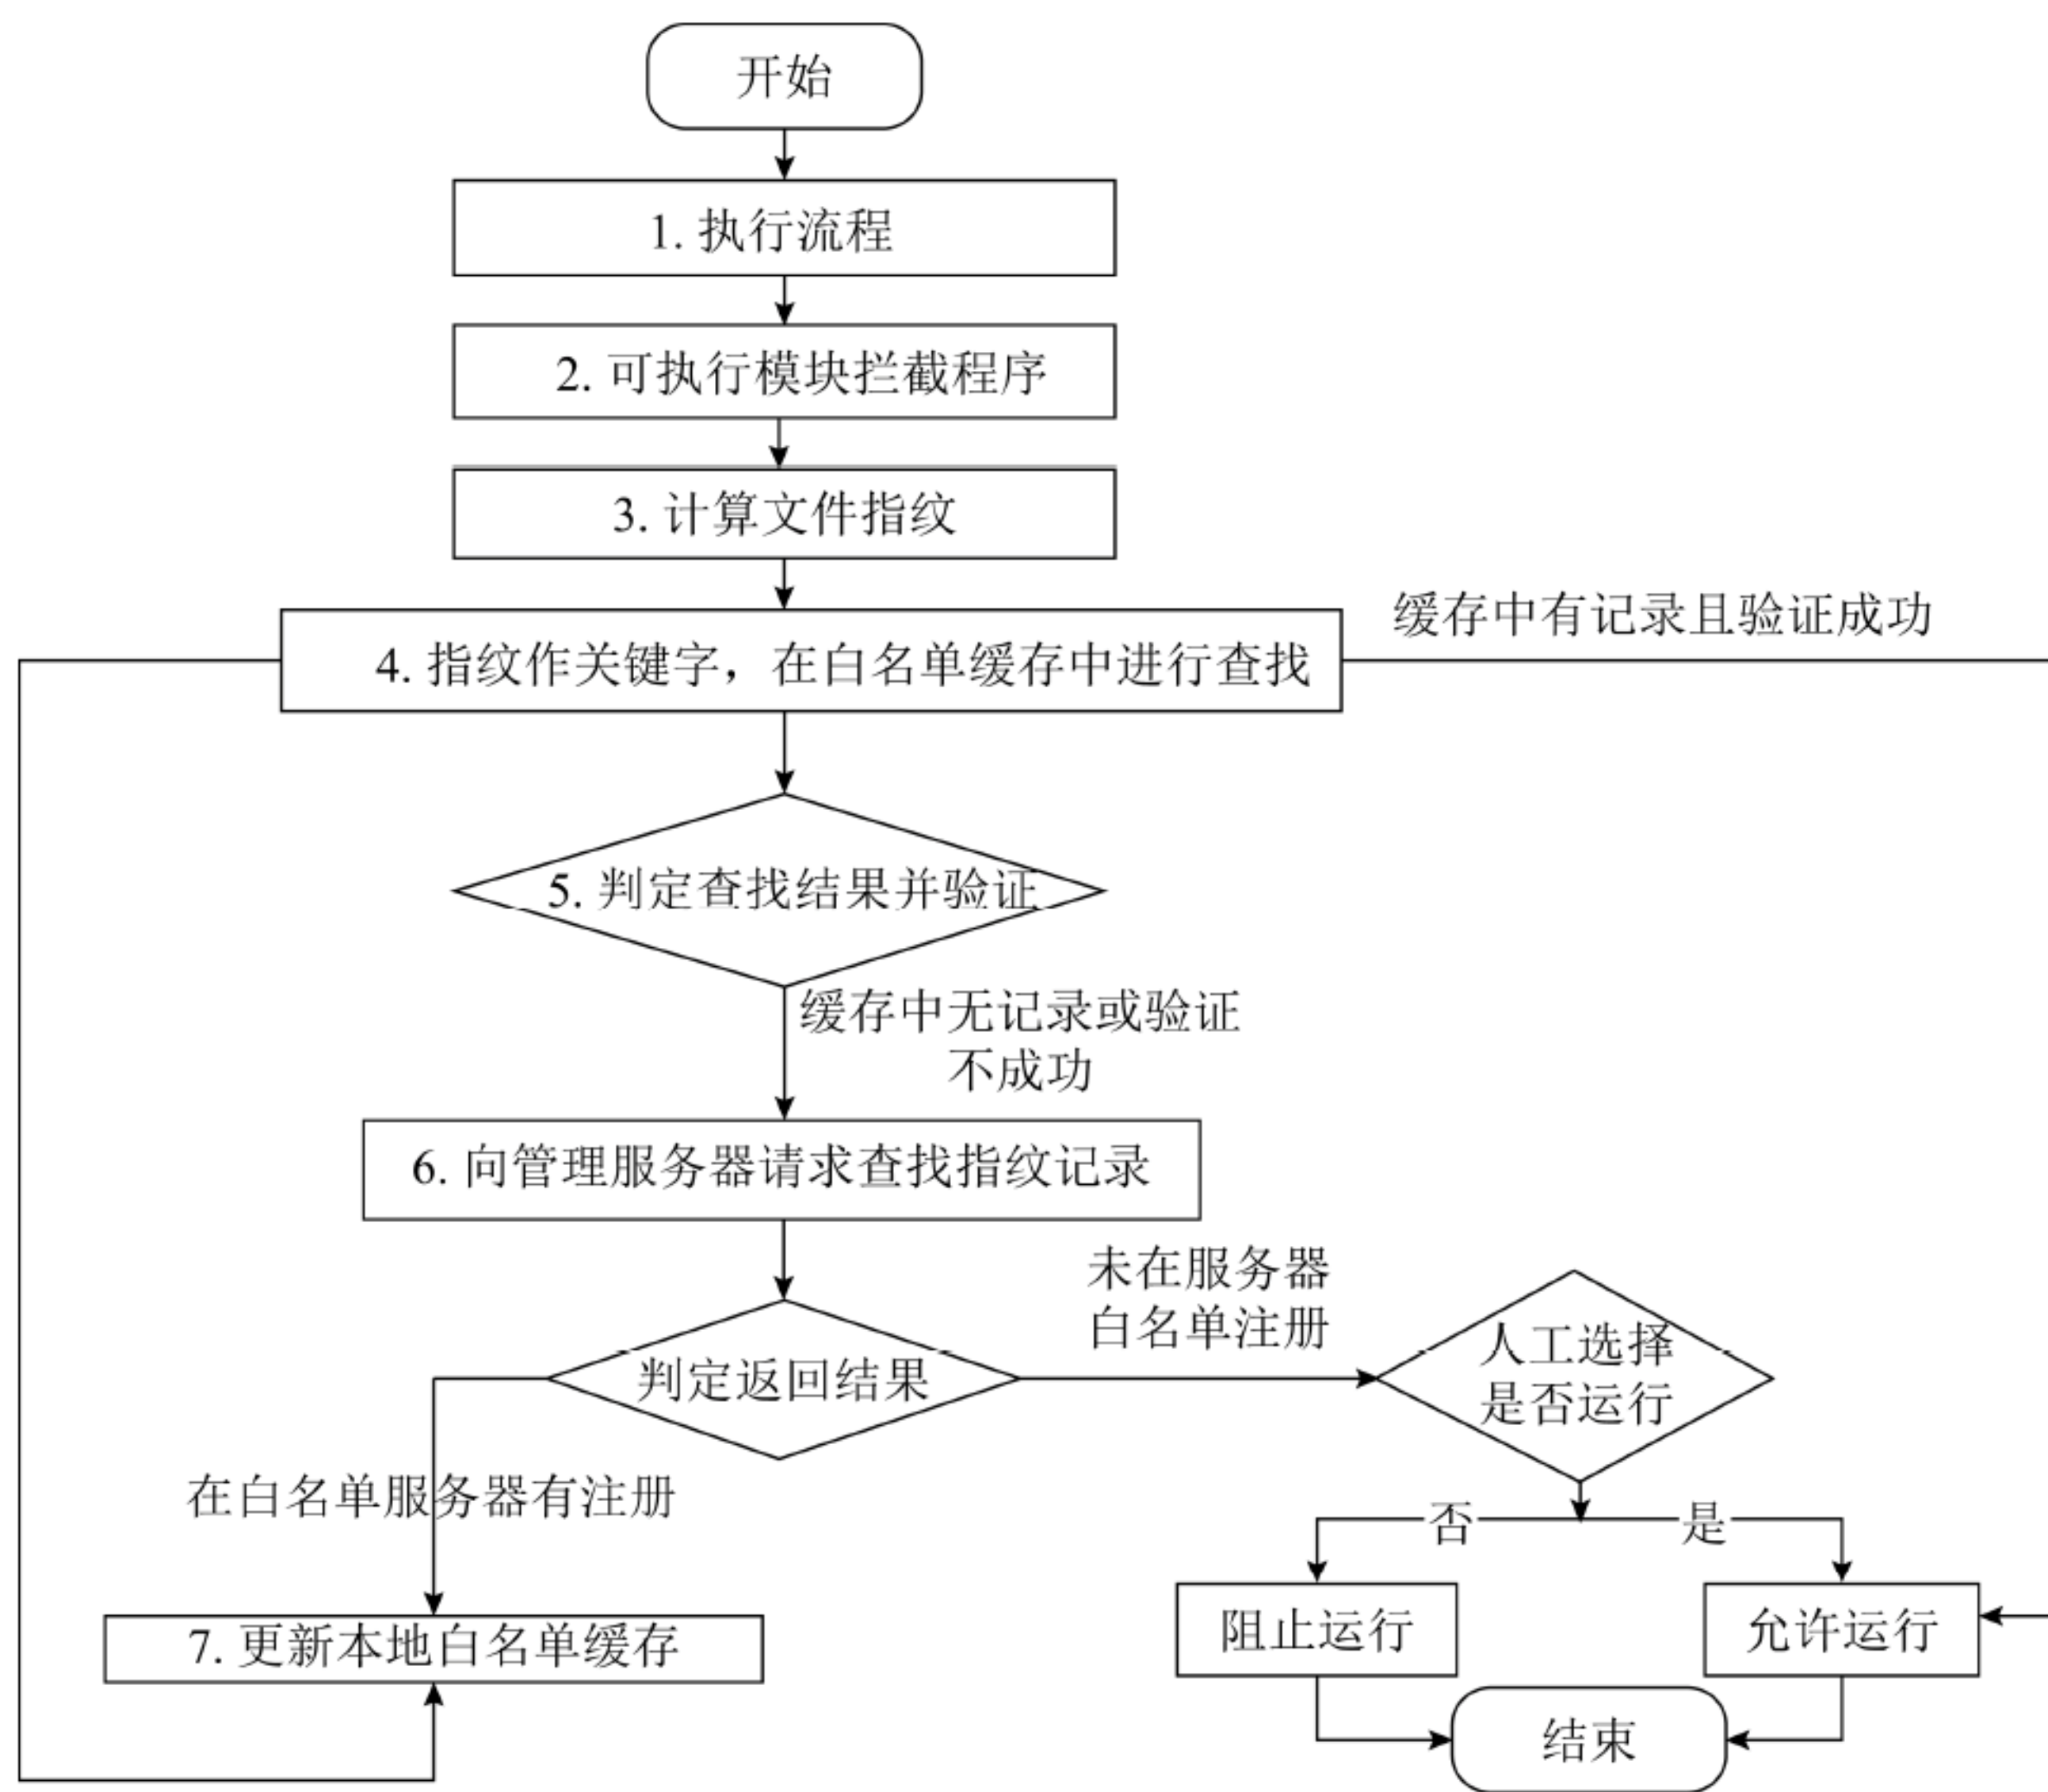 开始
1. 执行流程
2. 可执行模块拦截程序
3. 计算文件指纹
缓存中有记录且验证成功
4. 指纹作关键字，在白名单缓存中进行查找
5. 判定查找结果并验证
缓存中无记录或验证
不成功
6. 向管理服务器请求查找指纹记录
未在服务器
白名单注册
判定返回结果
人工选择
是否运行
在白名单服务器有注册
否
是
7. 更新本地白名单缓存
阻止运行
允许运行
结束